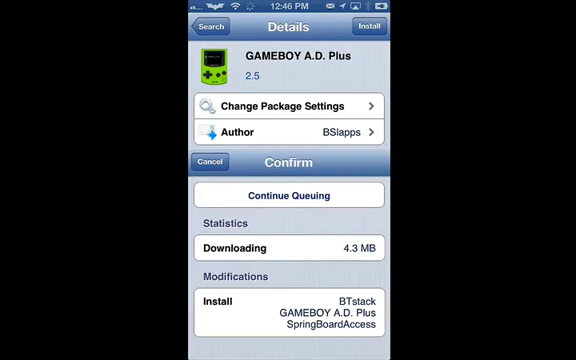 12:46 PM
Search
Details
Install
GAMEBOY A.D. Plus
2.5
Change Package Settings
Author
BSlapps
Cancel
Confirm
Continue Queuing
Statistics
Downloading
4.3 MB
Modifications
Install
BTstack
GAMEBOY A.D. Plus
SpringBoardAccess